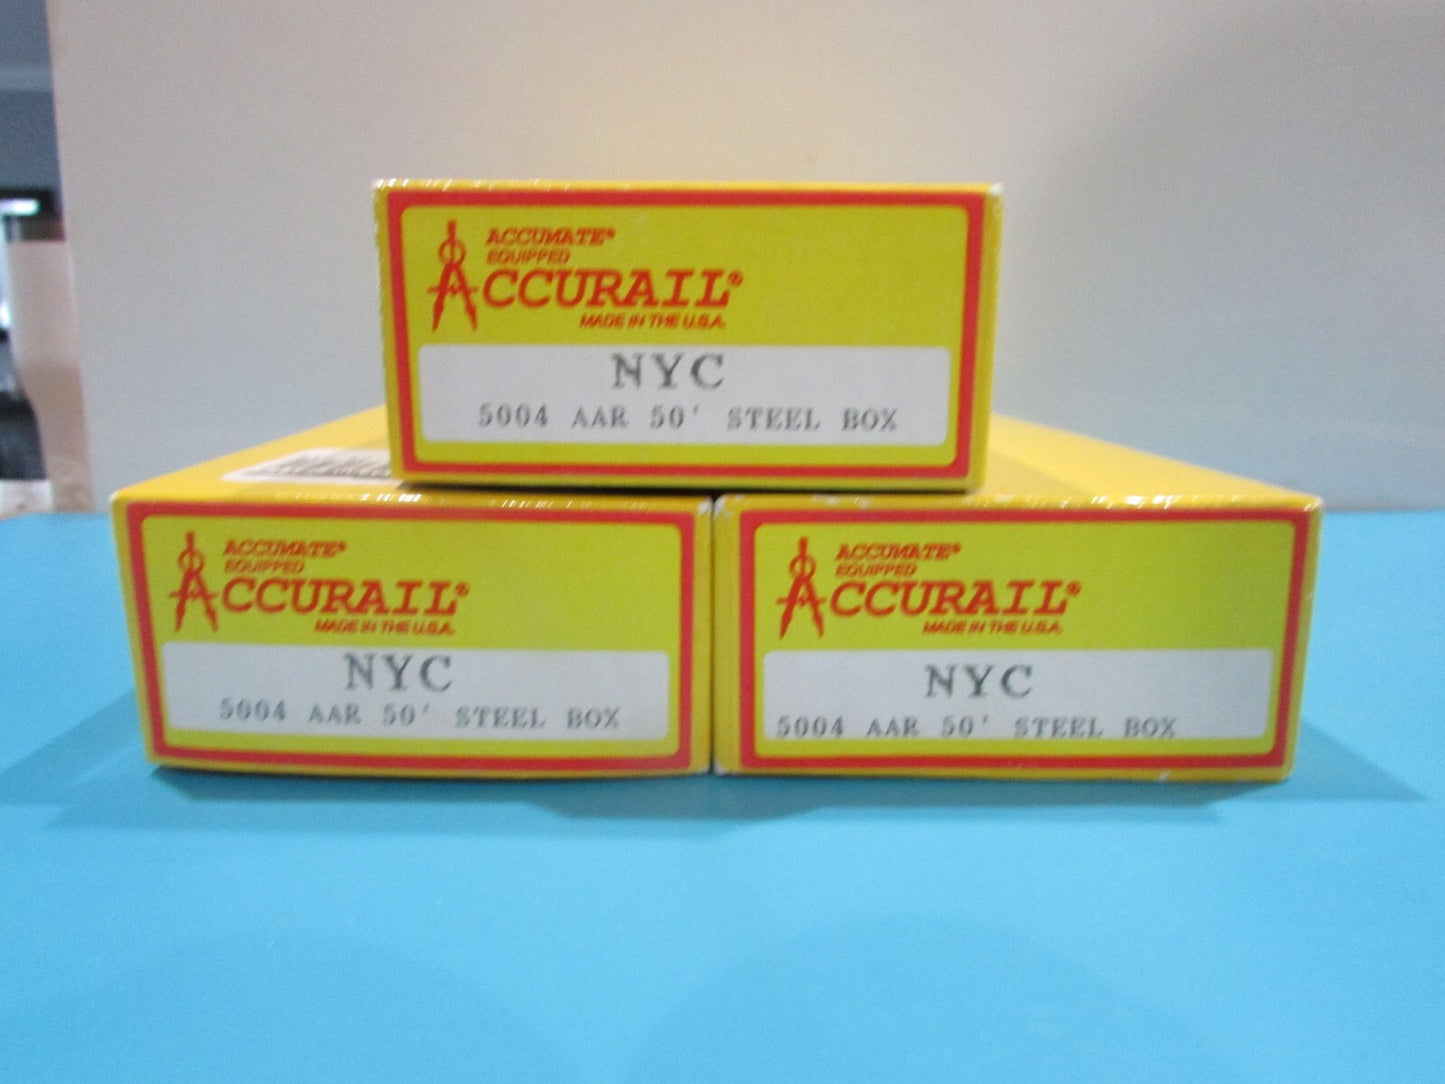 ACCUMATE®
EQUIPPED
ACCURAIL®
MADE IN THE U.S.A.
NYC
5004 AAR 50' STEEL BOX
ACCUMATE®
EQUIPPED
ACCURAIL®
MADE IN THE U.S.A.
NYC
5004 AAR 50' STEEL BOX
ACCUMATE®
EQUIPPED
ACCURAIL®
MADE IN THE U.S.A.
NYC
5004 AAR 50' STEEL BOX